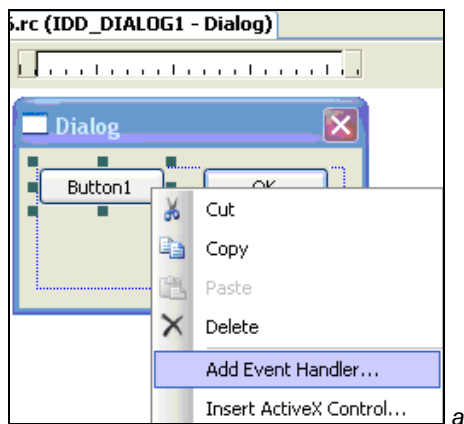 .rc (IDD_DIALOG1 - Dialog)
Dialog
Button1
OK
Cut
Copy
Paste
Delete
Add Event Handler...
Insert ActiveX Control...
a